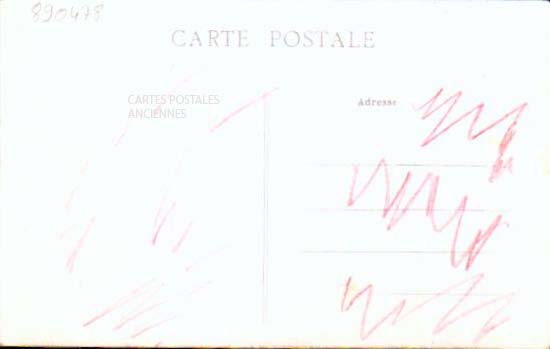 890478
CARTE POSTALE
CARTES POSTALES
ANCIENNES
Adresse